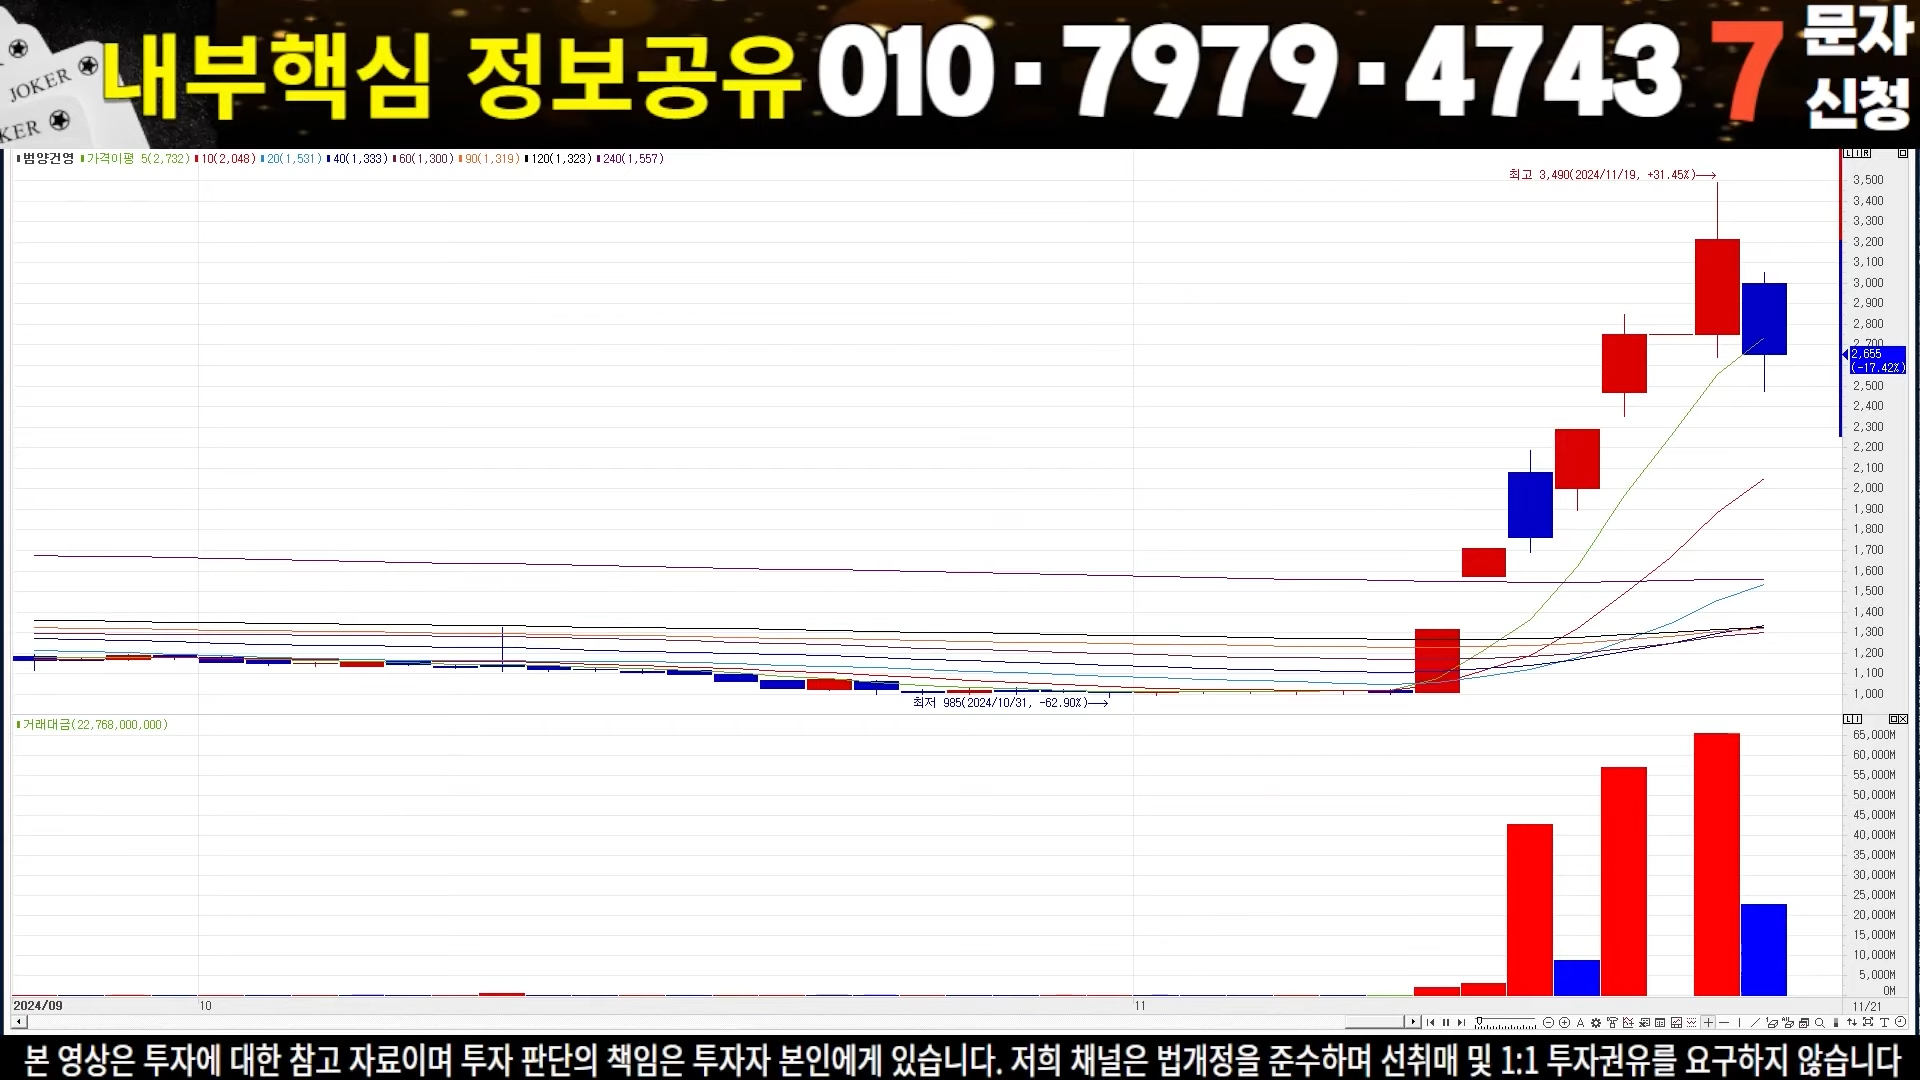 JOKER
KER
내부핵심 정보공유 010·7979·4743 7 문자
신청
범양건영 가격이평 5(2,732) 10(2,048) 20(1,531) 40(1,333) 60(1,300) 90(1,319) 120(1,323) 240(1,557)
최고 3,490(2024/11/19, +31.45%)
3,500
3,400
3,300
3,200
3,100
3,000
2,900
2,800
2,700
2,655
(-17.42%)
2,500
2,400
2,300
2,200
2,100
2,000
1,900
1,800
1,700
1,600
1,500
1,400
1,300
1,200
1,100
1,000
최저 985(2024/10/31, -62.90%)
거래대금(22,768,000,000)
65,000M
60,000M
55,000M
50,000M
45,000M
40,000M
35,000M
30,000M
25,000M
20,000M
15,000M
10,000M
5,000M
0M
2024/09 10 11 11/21
본 영상은 투자에 대한 참고 자료이며 투자 판단의 책임은 투자자 본인에게 있습니다. 저희 채널은 법개정을 준수하며 선취매 및 1:1 투자권유를 요구하지 않습니다